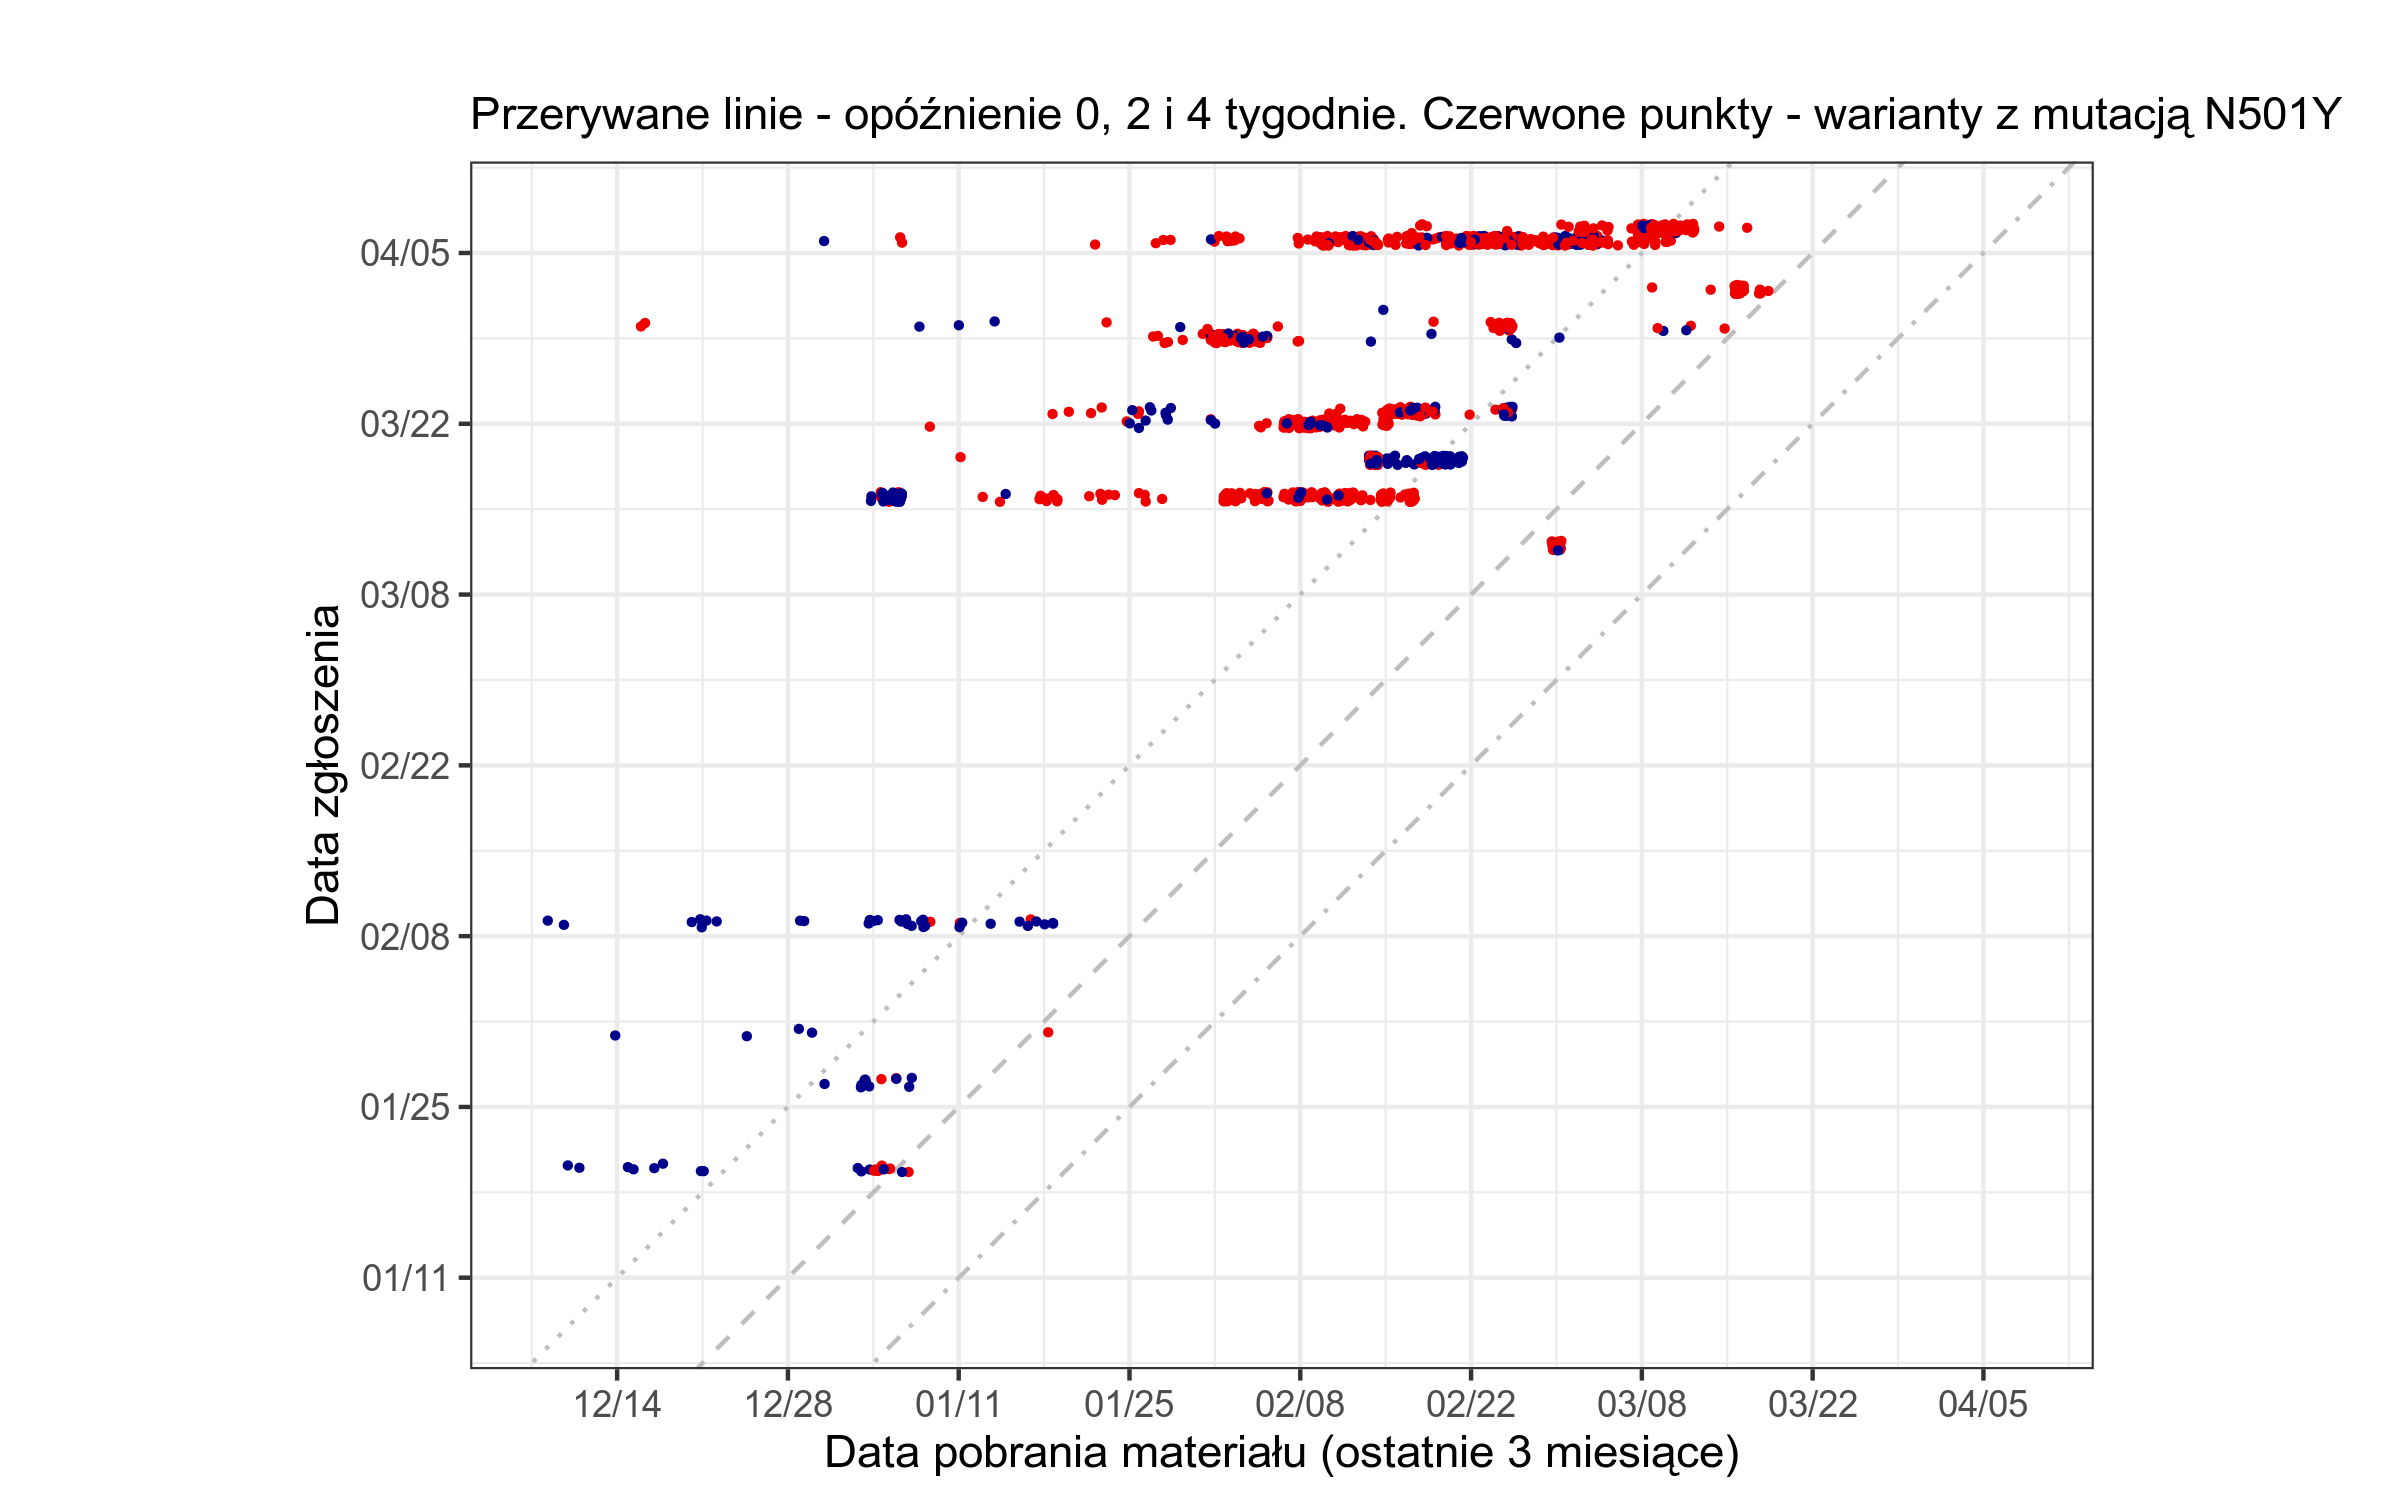 Przerywane linie - opóźnienie 0, 2 i 4 tygodnie. Czerwone punkty - warianty z mutacją N501Y
Data zgłoszenia
04/05
03/22
03/08
02/22
02/08
01/25
01/11
12/14 12/28 01/11 01/25 02/08 02/22 03/08 03/22 04/05
Data pobrania materiału (ostatnie 3 miesiące)